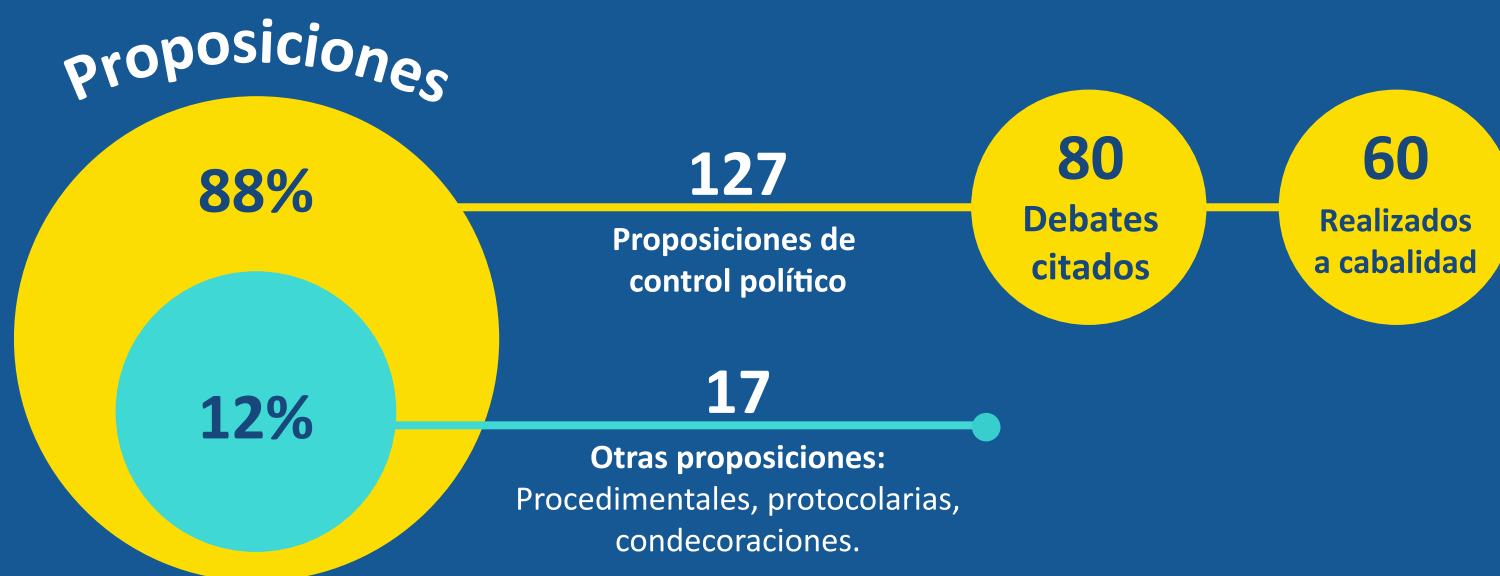 Proposiciones
88%
127
Proposiciones de
control político
80
Debates
citados
60
Realizados
a cabalidad
12%
17
Otras proposiciones:
Procedimentales, protocolarias,
condecoraciones.